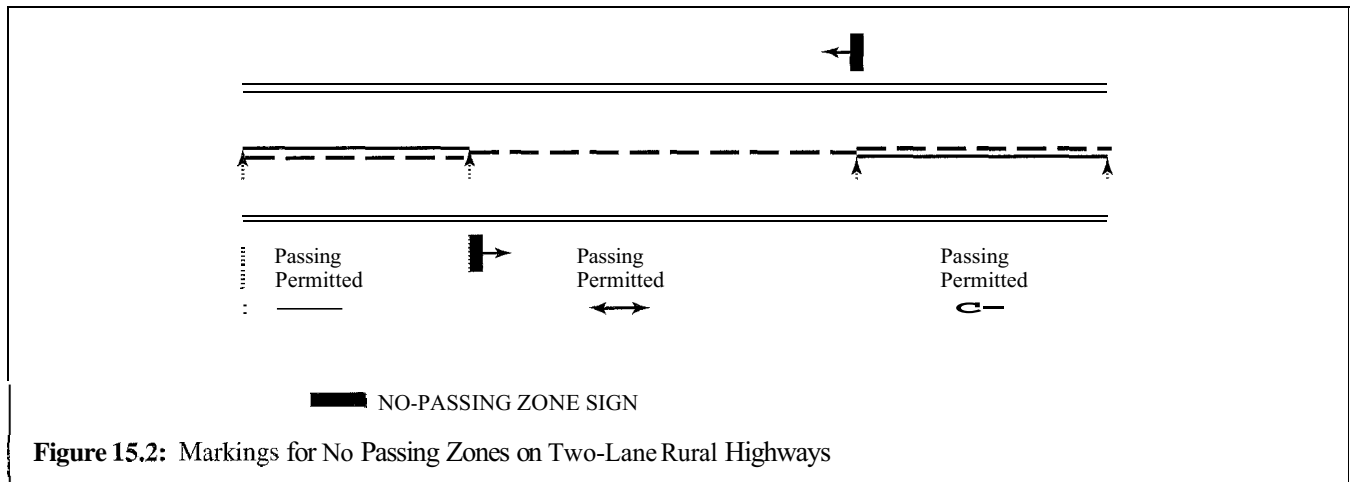 Passing
Permitted
Passing
Permitted
Passing
Permitted
NO-PASSING ZONE SIGN
Figure 15.2: Markings for No Passing Zones on Two-Lane Rural Highways